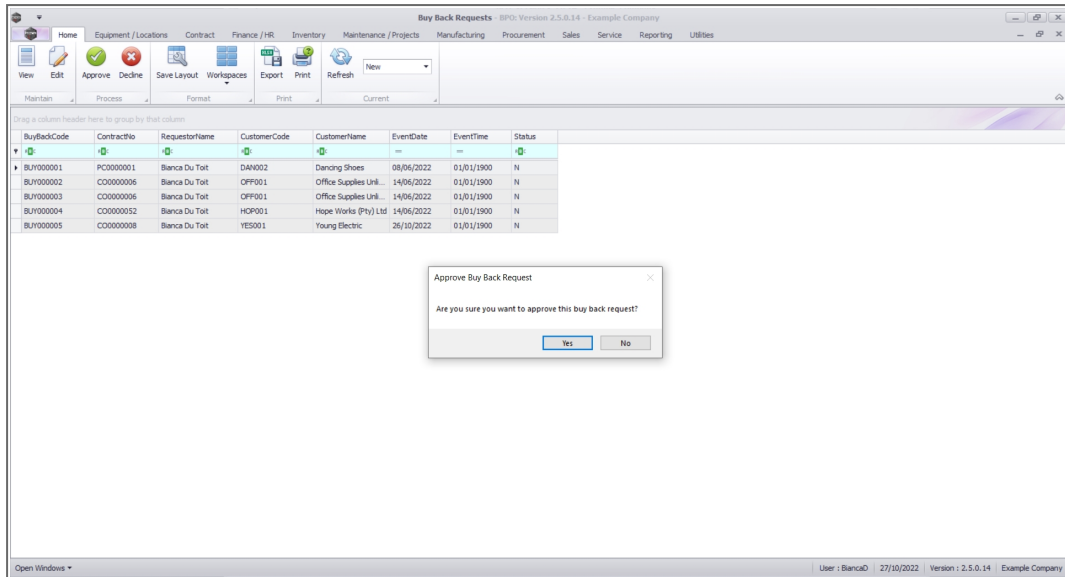 Buy Back Requests - BPO: Version 2.5.0.14 - Example Company
Home Equipment / Locations Contract Finance / HR Inventory Maintenance / Projects Manufacturing Procurement Sales Service Reporting Utilities
View Edit Approve Decline Save Layout Workspaces Export Print Refresh New
Maintain Process Format Print Current
Drag a column header here to group by that column
BuyBackCode ContractNo RequestorName CustomerCode CustomerName EventDate EventTime Status
BUY000001 PC0000001 Bianca Du Toit DAN002 Dancing Shoes 08/06/2022 01/01/1900 N
BUY000002 CO0000006 Bianca Du Toit OFF001 Office Supplies Unli... 14/06/2022 01/01/1900 N
BUY000003 CO0000006 Bianca Du Toit OFF001 Office Supplies Unli... 14/06/2022 01/01/1900 N
BUY000004 CO0000052 Bianca Du Toit HOP001 Hope Works (Pty) Ltd 14/06/2022 01/01/1900 N
BUY000005 CO0000008 Bianca Du Toit YES001 Young Electric 26/10/2022 01/01/1900 N
Approve Buy Back Request
Are you sure you want to approve this buy back request?
Yes No
Open Windows User : BiancaD 27/10/2022 Version : 2.5.0.14 Example Company